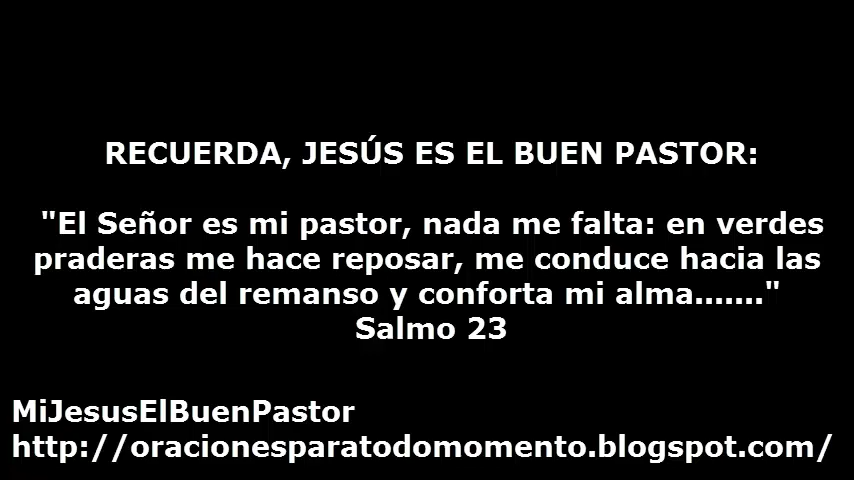 RECUERDA, JESÚS ES EL BUEN PASTOR:
"El Señor es mi pastor, nada me falta: en verdes
praderas me hace reposar, me conduce hacia las
aguas del remanso y conforta mi alma......."
Salmo 23
MiJesusElBuenPastor
http://oracionesparatodomomento.blogspot.com/